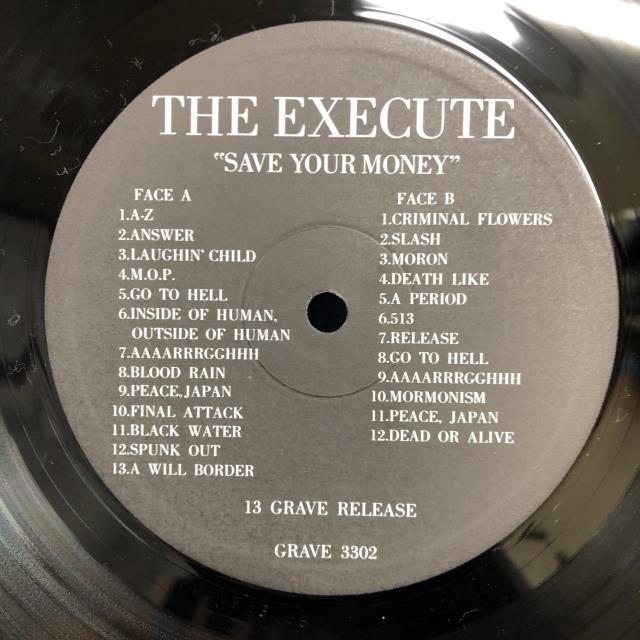 THE EXECUTE
"SAVE YOUR MONEY"
FACE A
1.A-Z
2.ANSWER
3.LAUGHIN' CHILD
4.M.O.P.
5.GO TO HELL
6.INSIDE OF HUMAN,
OUTSIDE OF HUMAN
7.AAAARRRGGHHH
8.BLOOD RAIN
9.PEACE,JAPAN
10.FINAL ATTACK
11.BLACK WATER
12.SPUNK OUT
13.A WILL BORDER
FACE B
1.CRIMINAL FLOWERS
2.SLASH
3.MORON
4.DEATH LIKE
5.A PERIOD
6.513
7.RELEASE
8.GO TO HELL
9.AAAARRRGGHHH
10.MORMONISM
11.PEACE, JAPAN
12.DEAD OR ALIVE
13 GRAVE RELEASE
GRAVE 3302